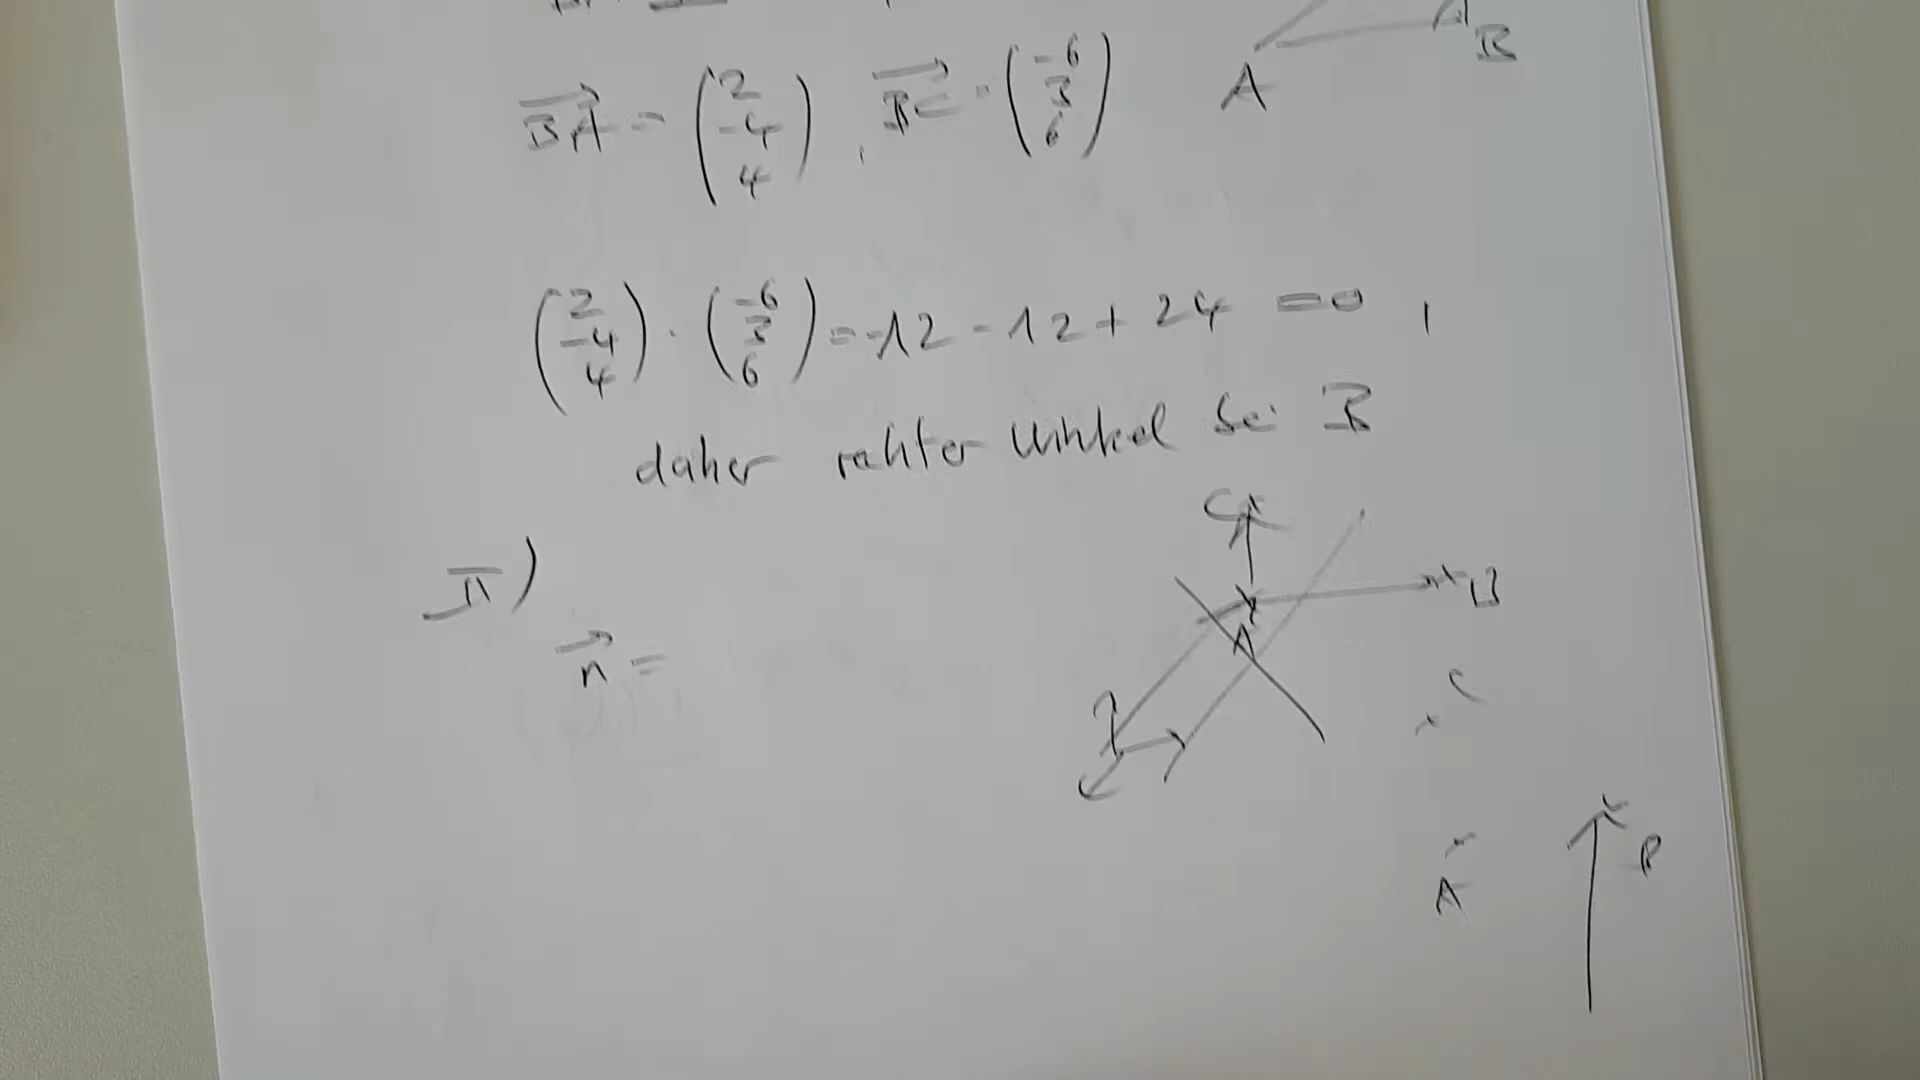 A B
BA = (2 -4 4), BC = (-6 3 6)
(2 -4 4) · (-6 3 6) = -12 - 12 + 24 = 0,
daher rechter Winkel bei B
C
B
A
II)
n =
C
A
B